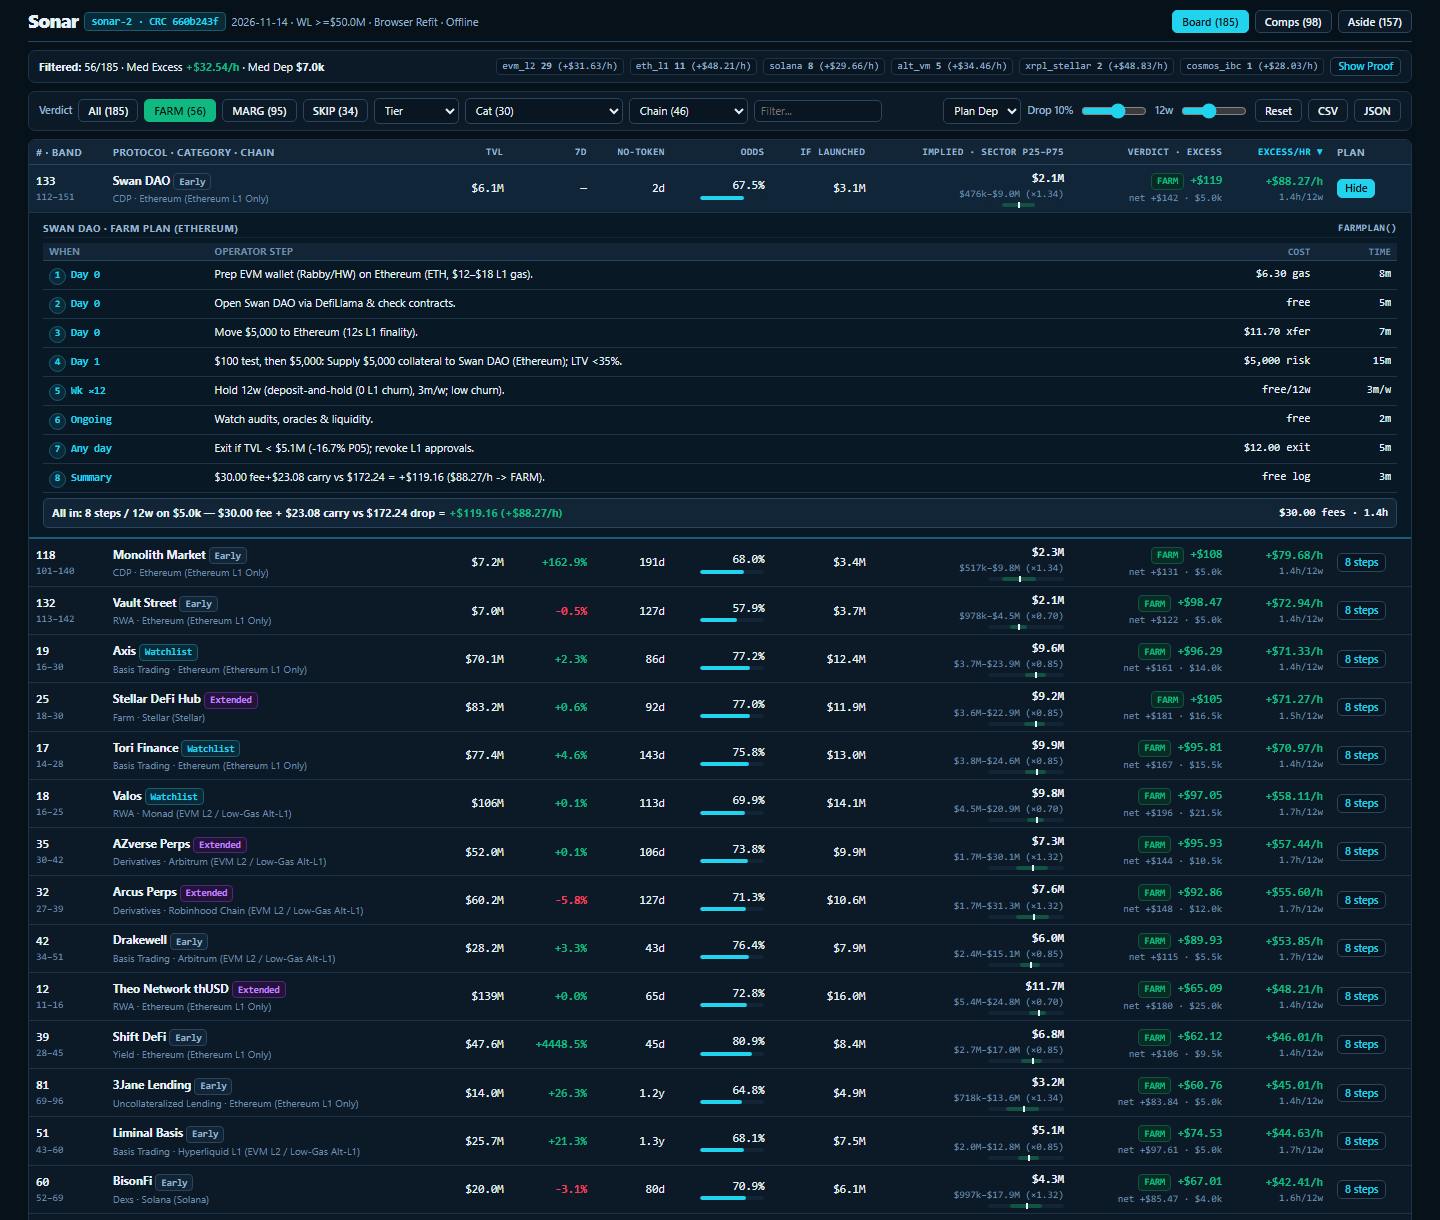 Sonar sonar-2 · CRC 660b243f 2026-11-14 · WL >=$50.0M · Browser Refit · Offline Board (185) Comps (98) Aside (157)
Filtered: 56/185 · Med Excess +$32.54/h · Med Dep $7.0k evm_l2 29 (+$31.63/h) eth_l1 11 (+$48.21/h) solana 8 (+$29.66/h) alt_vm 5 (+$34.46/h) xrpl_stellar 2 (+$48.83/h) cosmos_ibc 1 (+$28.03/h) Show Proof
Verdict All (185) FARM (56) MARG (95) SKIP (34) Tier Cat (30) Chain (46) Filter... Plan Dep Drop 10% 12w Reset CSV JSON
# · BAND PROTOCOL · CATEGORY · CHAIN TVL 7D NO-TOKEN ODDS IF LAUNCHED IMPLIED · SECTOR P25–P75 VERDICT · EXCESS EXCESS/HR ▼ PLAN
133 Swan DAO Early $6.1M — 2d 67.5% $3.1M $2.1M FARM +$119 +$88.27/h Hide
112–151 CDP · Ethereum (Ethereum L1 Only) $476k–$9.0M (×1.34) net +$142 · $5.0k 1.4h/12w
SWAN DAO · FARM PLAN (ETHEREUM) FARMPLAN()
WHEN OPERATOR STEP COST TIME
1 Day 0 Prep EVM wallet (Rabby/HW) on Ethereum (ETH, $12–$18 L1 gas). $6.30 gas 8m
2 Day 0 Open Swan DAO via DefiLlama & check contracts. free 5m
3 Day 0 Move $5,000 to Ethereum (12s L1 finality). $11.70 xfer 7m
4 Day 1 $100 test, then $5,000: Supply $5,000 collateral to Swan DAO (Ethereum); LTV <35%. $5,000 risk 15m
5 Wk ×12 Hold 12w (deposit-and-hold (0 L1 churn), 3m/w; low churn). free/12w 3m/w
6 Ongoing Watch audits, oracles & liquidity. free 2m
7 Any day Exit if TVL < $5.1M (-16.7% P05); revoke L1 approvals. $12.00 exit 5m
8 Summary $30.00 fee+$23.08 carry vs $172.24 = +$119.16 ($88.27/h -> FARM). free log 3m
All in: 8 steps / 12w on $5.0k — $30.00 fee + $23.08 carry vs $172.24 drop = +$119.16 (+$88.27/h) $30.00 fees · 1.4h
118 Monolith Market Early $7.2M +162.9% 191d 68.0% $3.4M $2.3M FARM +$108 +$79.68/h 8 steps
101–140 CDP · Ethereum (Ethereum L1 Only) $517k–$9.8M (×1.34) net +$131 · $5.0k 1.4h/12w
132 Vault Street Early $7.0M -0.5% 127d 57.9% $3.7M $2.1M FARM +$98.47 +$72.94/h 8 steps
113–142 RWA · Ethereum (Ethereum L1 Only) $978k–$4.5M (×0.70) net +$122 · $5.0k 1.4h/12w
19 Axis Watchlist $70.1M +2.3% 86d 77.2% $12.4M $9.6M FARM +$96.29 +$71.33/h 8 steps
16–30 Basis Trading · Ethereum (Ethereum L1 Only) $3.7M–$23.9M (×0.85) net +$161 · $14.0k 1.4h/12w
25 Stellar DeFi Hub Extended $83.2M +0.6% 92d 77.0% $11.9M $9.2M FARM +$105 +$71.27/h 8 steps
18–30 Farm · Stellar (Stellar) $3.6M–$22.9M (×0.85) net +$181 · $16.5k 1.5h/12w
17 Tori Finance Watchlist $77.4M +4.6% 143d 75.8% $13.0M $9.9M FARM +$95.81 +$70.97/h 8 steps
14–28 Basis Trading · Ethereum (Ethereum L1 Only) $3.8M–$24.6M (×0.85) net +$167 · $15.5k 1.4h/12w
18 Valos Watchlist $106M +0.1% 113d 69.9% $14.1M $9.8M FARM +$97.05 +$58.11/h 8 steps
16–25 RWA · Monad (EVM L2 / Low-Gas Alt-L1) $4.5M–$20.9M (×0.70) net +$196 · $21.5k 1.7h/12w
35 AZverse Perps Extended $52.0M +0.1% 106d 73.8% $9.9M $7.3M FARM +$95.93 +$57.44/h 8 steps
30–42 Derivatives · Arbitrum (EVM L2 / Low-Gas Alt-L1) $1.7M–$30.1M (×1.32) net +$144 · $10.5k 1.7h/12w
32 Arcus Perps Extended $60.2M -5.8% 127d 71.3% $10.6M $7.6M FARM +$92.86 +$55.60/h 8 steps
27–39 Derivatives · Robinhood Chain (EVM L2 / Low-Gas Alt-L1) $1.7M–$31.3M (×1.32) net +$148 · $12.0k 1.7h/12w
42 Drakewell Early $28.2M +3.3% 43d 76.4% $7.9M $6.0M FARM +$89.93 +$53.85/h 8 steps
34–51 Basis Trading · Arbitrum (EVM L2 / Low-Gas Alt-L1) $2.4M–$15.1M (×0.85) net +$115 · $5.5k 1.7h/12w
12 Theo Network thUSD Extended $139M +0.0% 65d 72.8% $16.0M $11.7M FARM +$65.09 +$48.21/h 8 steps
11–16 RWA · Ethereum (Ethereum L1 Only) $5.4M–$24.8M (×0.70) net +$180 · $25.0k 1.4h/12w
39 Shift DeFi Early $47.6M +4448.5% 45d 80.9% $8.4M $6.8M FARM +$62.12 +$46.01/h 8 steps
28–45 Yield · Ethereum (Ethereum L1 Only) $2.7M–$17.0M (×0.85) net +$106 · $9.5k 1.4h/12w
81 3Jane Lending Early $14.0M +26.3% 1.2y 64.8% $4.9M $3.2M FARM +$60.76 +$45.01/h 8 steps
69–96 Uncollateralized Lending · Ethereum (Ethereum L1 Only) $718k–$13.6M (×1.34) net +$83.84 · $5.0k 1.4h/12w
51 Liminal Basis Early $25.7M +21.3% 1.3y 68.1% $7.5M $5.1M FARM +$74.53 +$44.63/h 8 steps
43–60 Basis Trading · Hyperliquid L1 (EVM L2 / Low-Gas Alt-L1) $2.0M–$12.8M (×0.85) net +$97.61 · $5.0k 1.7h/12w
60 BisonFi Early $20.0M -3.1% 80d 70.9% $6.1M $4.3M FARM +$67.01 +$42.41/h 8 steps
52–69 Dexs · Solana (Solana) $997k–$17.9M (×1.32) net +$85.47 · $4.0k 1.6h/12w